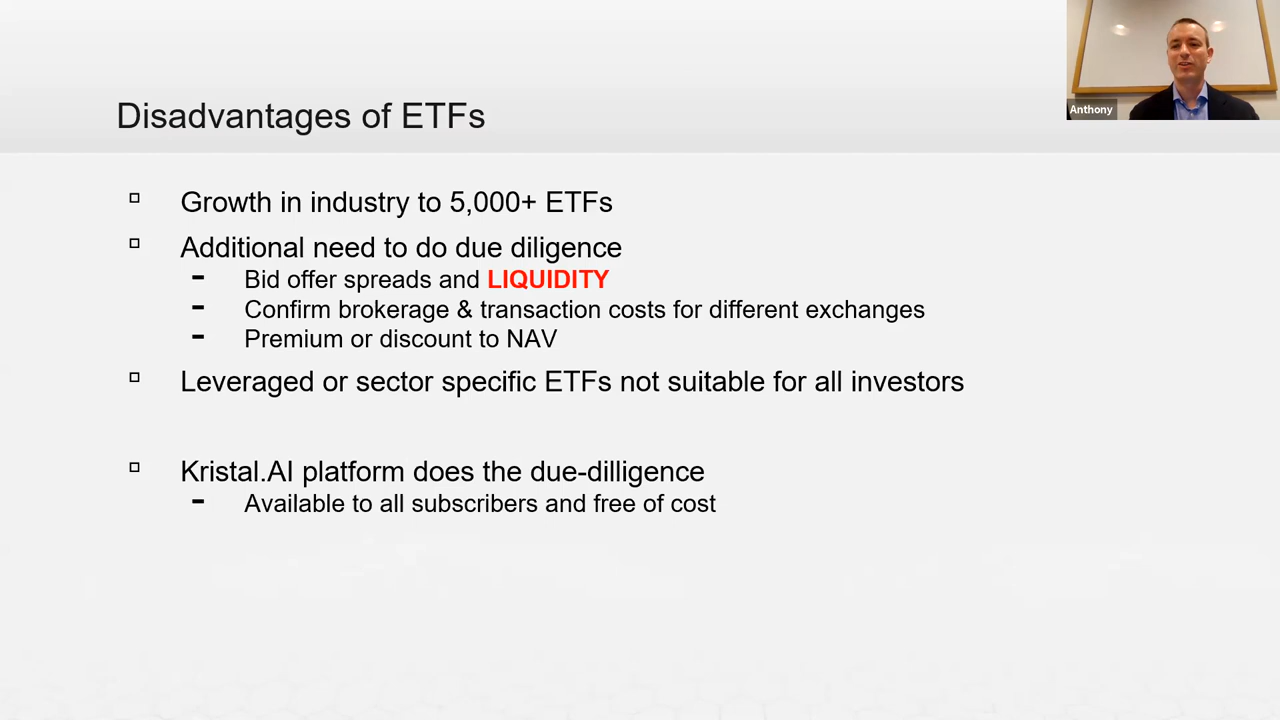 Anthony
Disadvantages of ETFs
Growth in industry to 5,000+ ETFs
Additional need to do due diligence
Bid offer spreads and LIQUIDITY
Confirm brokerage & transaction costs for different exchanges
Premium or discount to NAV
Leveraged or sector specific ETFs not suitable for all investors
Kristal.AI platform does the due-dilligence
Available to all subscribers and free of cost